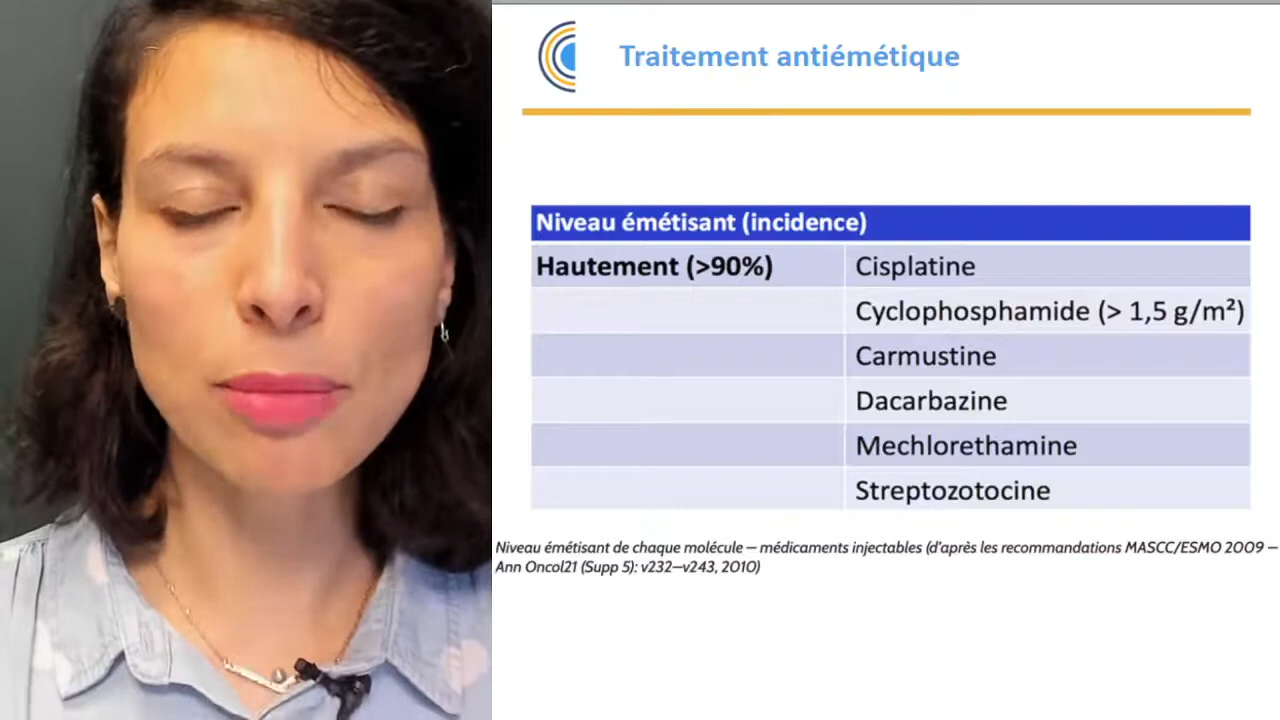 Traitement antiémétique
Niveau émétisant (incidence)
Hautement (>90%) Cisplatine
Cyclophosphamide (> 1,5 g/m²)
Carmustine
Dacarbazine
Mechlorethamine
Streptozotocine
Niveau émétisant de chaque molécule – médicaments injectables (d'après les recommandations MASCC/ESMO 2009 –
Ann Oncol21 (Supp 5): v232–v243, 2010)